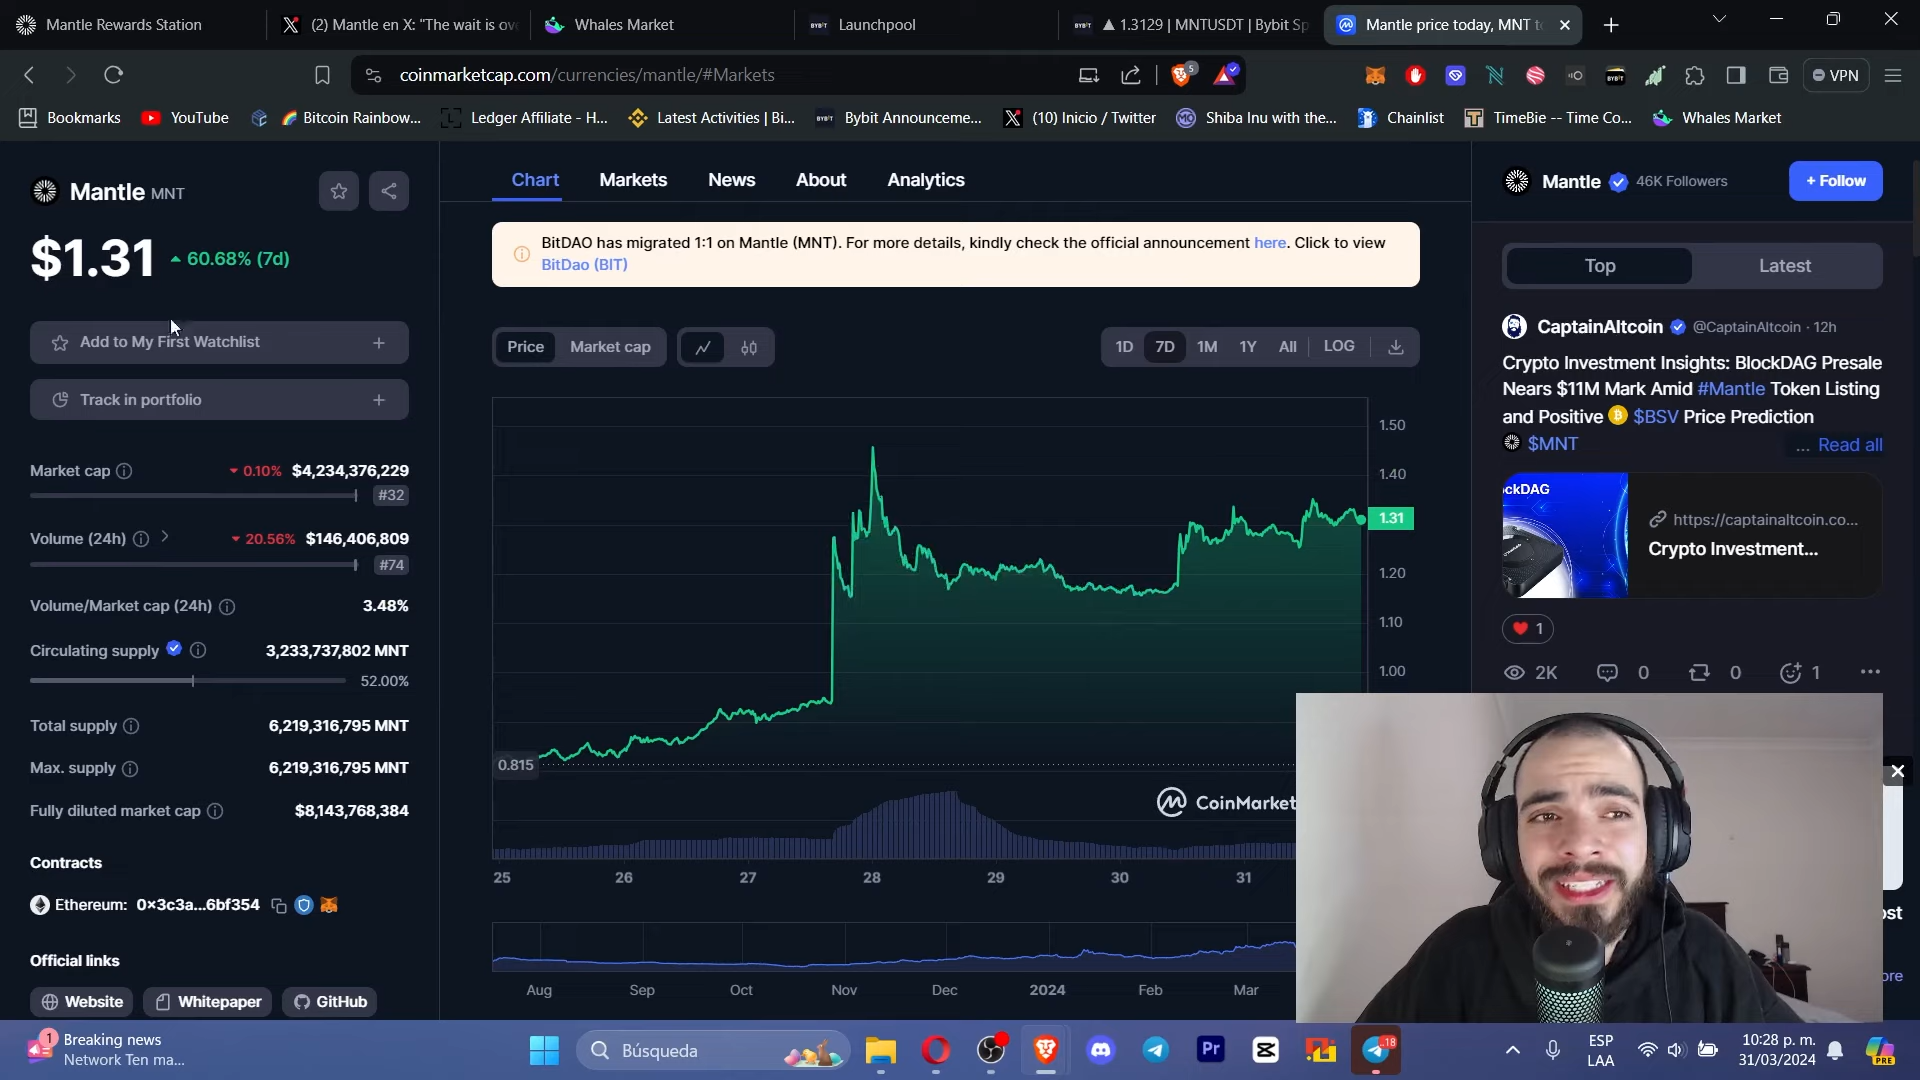 Mantle Rewards Station
(2) Mantle en X: "The wait is ov
Whales Market
Launchpool
▲ 1.3129 | MNTUSDT | Bybit Sp
Mantle price today, MNT t
coinmarketcap.com/currencies/mantle/#Markets
5
VPN
Bookmarks
YouTube
Bitcoin Rainbow...
Ledger Affiliate - H...
Latest Activities | Bi...
Bybit Announceme...
(10) Inicio / Twitter
Shiba Inu with the...
Chainlist
TimeBie -- Time Co...
Whales Market
Mantle MNT
$1.31
60.68% (7d)
Add to My First Watchlist
Track in portfolio
Market cap
0.10% $4,234,376,229
#32
Volume (24h)
20.56% $146,406,809
#74
Volume/Market cap (24h)
3.48%
Circulating supply
3,233,737,802 MNT
52.00%
Total supply
6,219,316,795 MNT
Max. supply
6,219,316,795 MNT
Fully diluted market cap
$8,143,768,384
Contracts
Ethereum: 0x3c3a...6bf354
Official links
Website
Whitepaper
GitHub
Chart
Markets
News
About
Analytics
BitDAO has migrated 1:1 on Mantle (MNT). For more details, kindly check the official announcement here. Click to view
BitDao (BIT)
Price
Market cap
1D
7D
1M
1Y
All
LOG
1.50
1.40
1.31
1.20
1.10
1.00
0.815
CoinMarket
25
26
27
28
29
30
31
Aug
Sep
Oct
Nov
Dec
2024
Feb
Mar
Mantle
46K Followers
+ Follow
Top
Latest
CaptainAltcoin @CaptainAltcoin · 12h
Crypto Investment Insights: BlockDAG Presale
Nears $11M Mark Amid #Mantle Token Listing
and Positive $BSV Price Prediction
$MNT
... Read all
ckDAG
https://captainaltcoin.co...
Crypto Investment...
1
2K
0
0
1
ost
ore
1
Breaking news
Network Ten ma...
Búsqueda
Pr
18
ESP
LAA
10:28 p. m.
31/03/2024
PRE